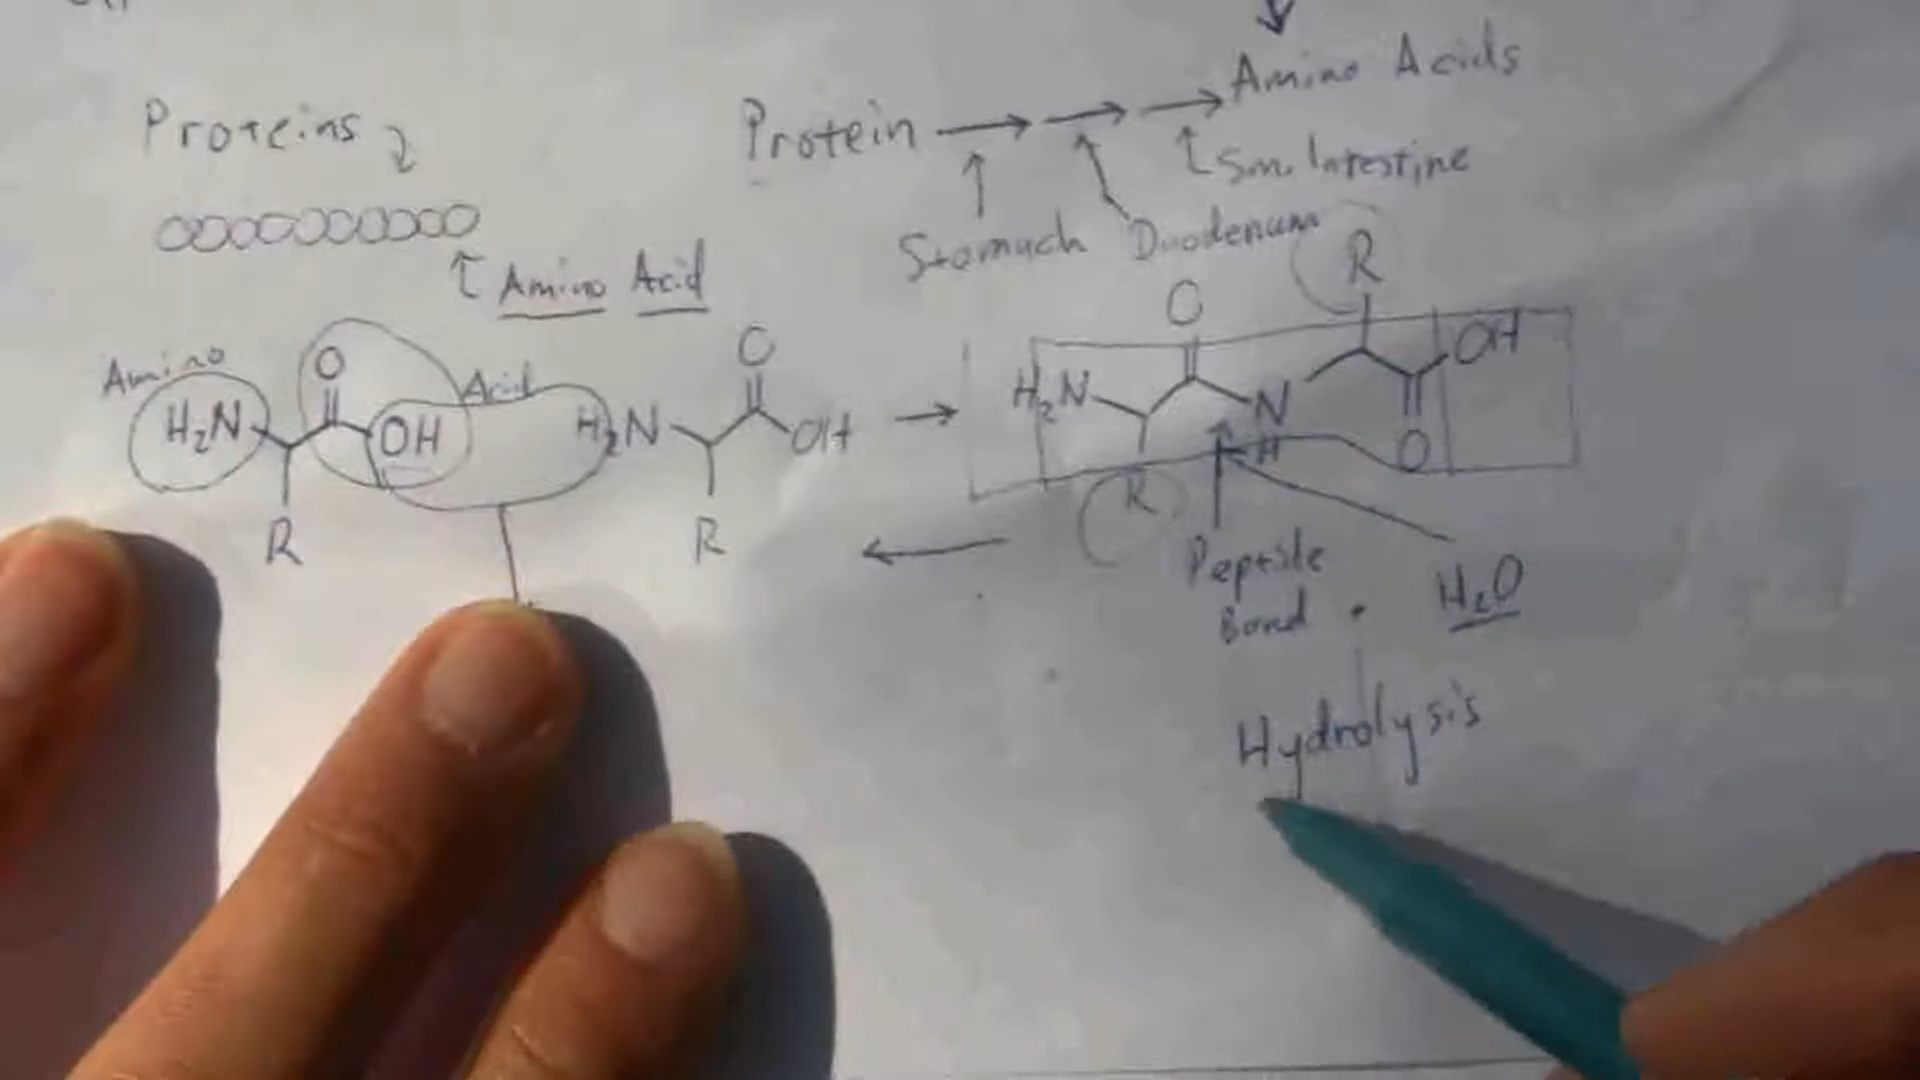 Proteins
Protein → → → Amino Acids
Sm. Intestine
Stomach Duodenum
Amino Acid
Amino
H₂N
O
OH
R
Acid
H₂N
O
OH
R
→
H₂N
O
R
N
H
R
O
OH
←
Peptide
Bond
H₂O
Hydrolysis